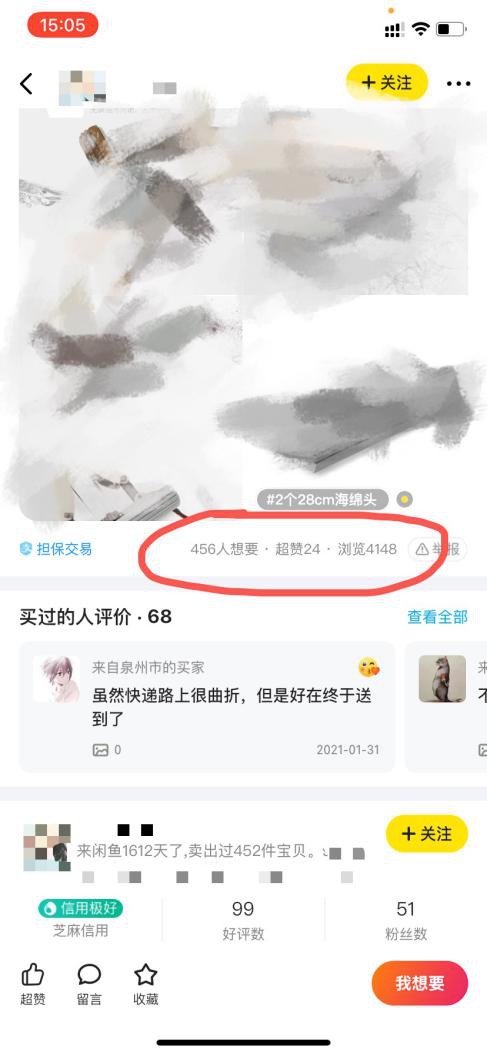 15:05
+ 关注
#2个28cm海绵头
担保交易
456人想要 · 超赞24 · 浏览4148
举报
买过的人评价 · 68
查看全部
来自泉州市的买家
虽然快递路上很曲折，但是好在终于送
到了
0
2021-01-31
来闲鱼1612天了,卖出过452件宝贝。
+ 关注
信用极好
芝麻信用
99
好评数
51
粉丝数
超赞
留言
收藏
我想要